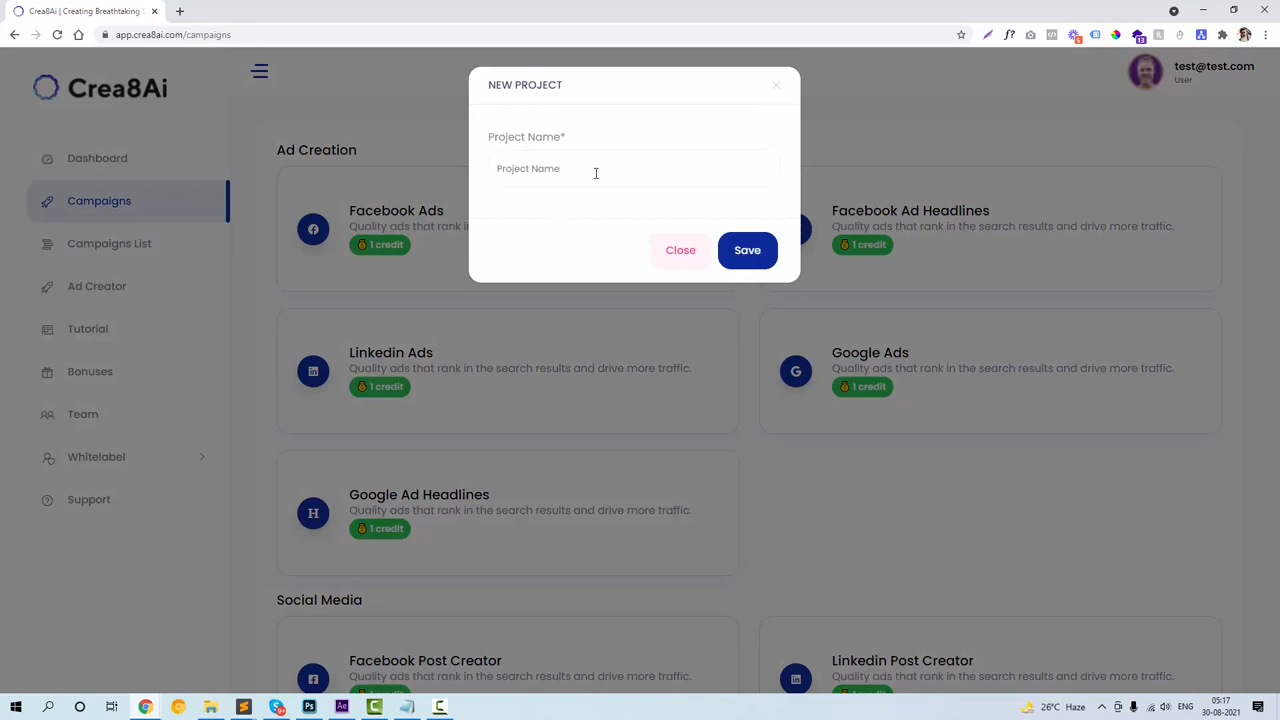 Crea8Ai | Creating Breathtaking
app.crea8ai.com/campaigns
Crea8Ai
Dashboard
Campaigns
Campaigns List
Ad Creator
Tutorial
Bonuses
Team
Whitelabel
Support
test@test.com
User
NEW PROJECT
Project Name*
Project Name
Close
Save
Ad Creation
Facebook Ads
Quality ads that rank in
1 credit
Facebook Ad Headlines
Quality ads that rank in the search results and drive more traffic.
1 credit
Linkedin Ads
Quality ads that rank in the search results and drive more traffic.
1 credit
Google Ads
Quality ads that rank in the search results and drive more traffic.
1 credit
H
Google Ad Headlines
Quality ads that rank in the search results and drive more traffic.
1 credit
Social Media
Facebook Post Creator
Quality ads that rank in the search results and drive more traffic.
Linkedin Post Creator
Quality ads that rank in the search results and drive more traffic.
26°C Haze
ENG
05:17
30-08-2021